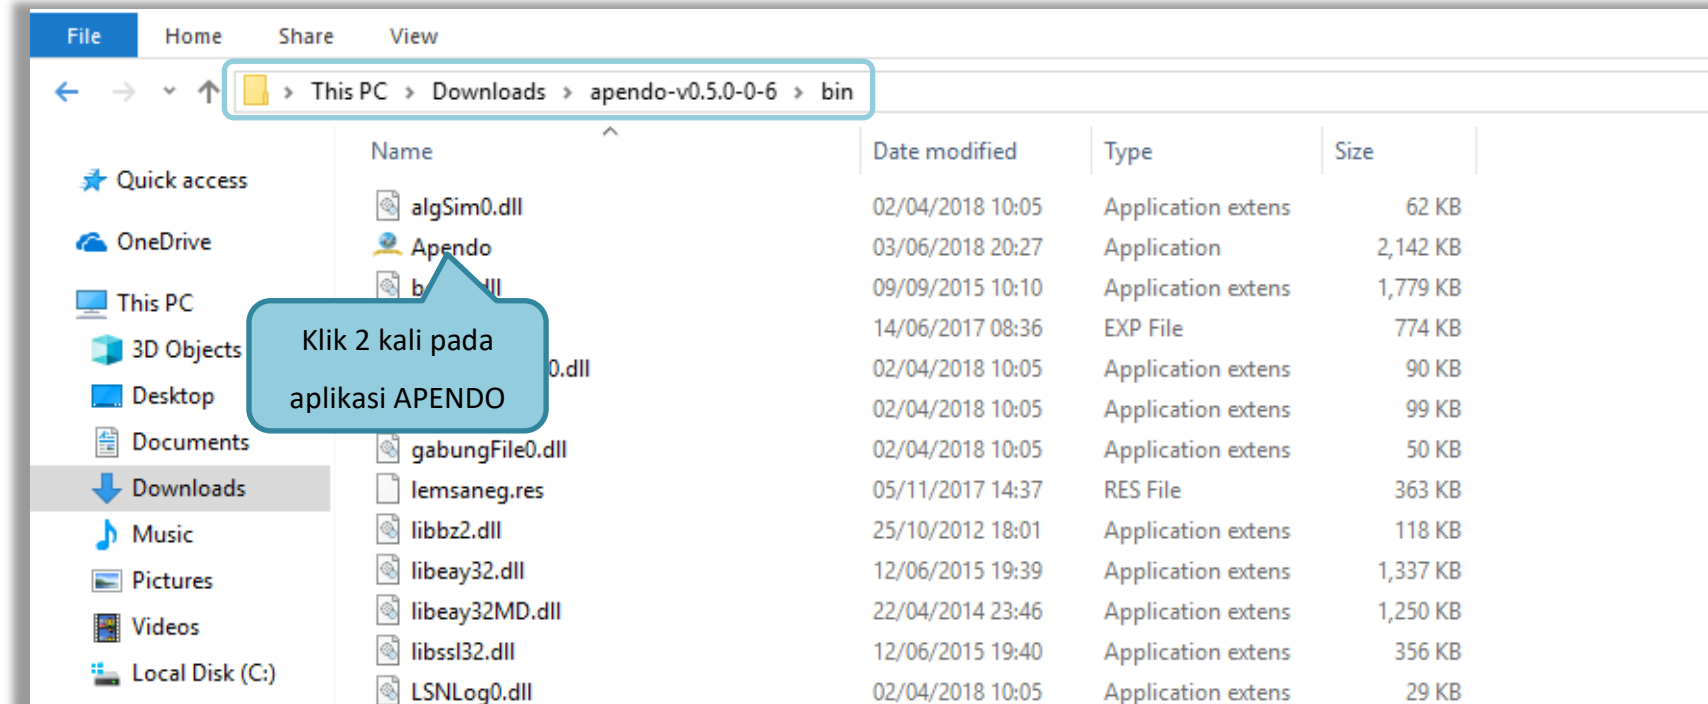 File Home Share View
This PC Downloads apendo-v0.5.0-0-6 bin
Name Date modified Type Size
Quick access
OneDrive
This PC
3D Objects
Desktop
Documents
Downloads
Music
Pictures
Videos
Local Disk (C:)
algSim0.dll 02/04/2018 10:05 Application extens 62 KB
Apendo 03/06/2018 20:27 Application 2,142 KB
09/09/2015 10:10 Application extens 1,779 KB
14/06/2017 08:36 EXP File 774 KB
0.dll 02/04/2018 10:05 Application extens 90 KB
02/04/2018 10:05 Application extens 99 KB
gabungFile0.dll 02/04/2018 10:05 Application extens 50 KB
lemsaneg.res 05/11/2017 14:37 RES File 363 KB
libbz2.dll 25/10/2012 18:01 Application extens 118 KB
libeay32.dll 12/06/2015 19:39 Application extens 1,337 KB
libeay32MD.dll 22/04/2014 23:46 Application extens 1,250 KB
libssl32.dll 12/06/2015 19:40 Application extens 356 KB
LSNLog0.dll 02/04/2018 10:05 Application extens 29 KB
Klik 2 kali pada
aplikasi APENDO